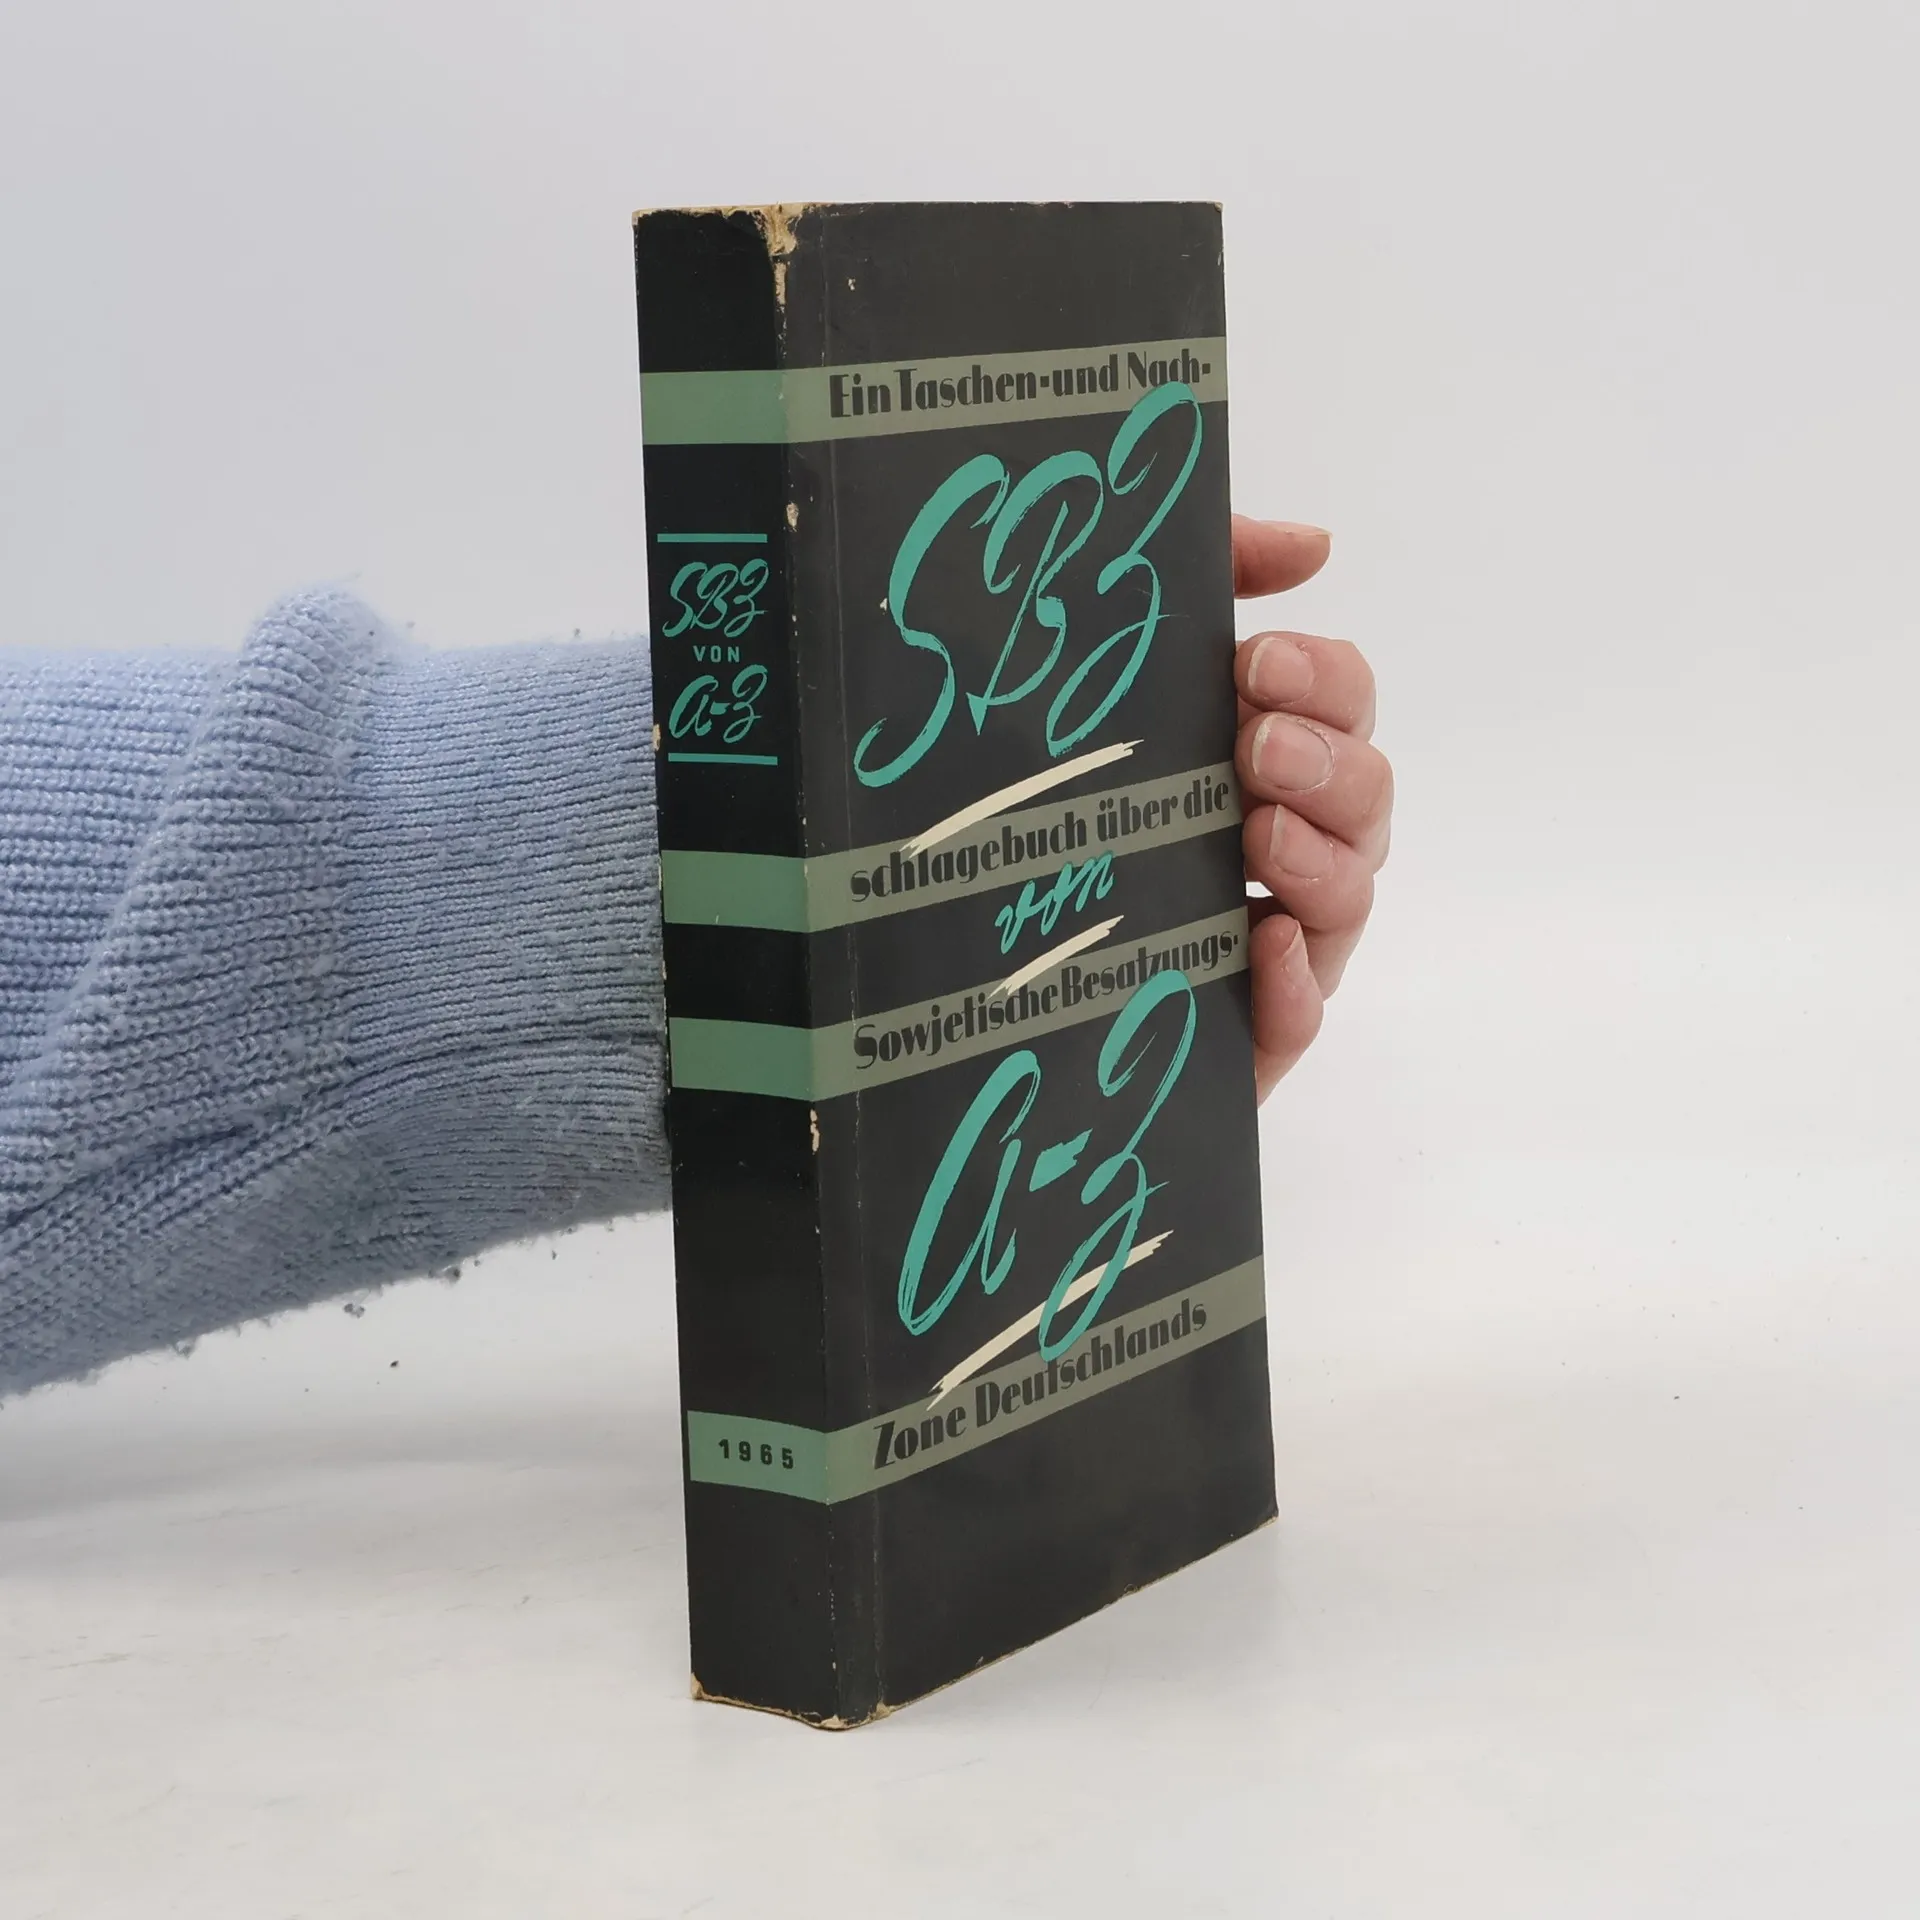 SBZ
VON
A-Z
1965
Ein Taschen- und Nach-
SBZ
schlagebuch über die
von
Sowjetische Besatzungs-
A-Z
Zone Deutschlands